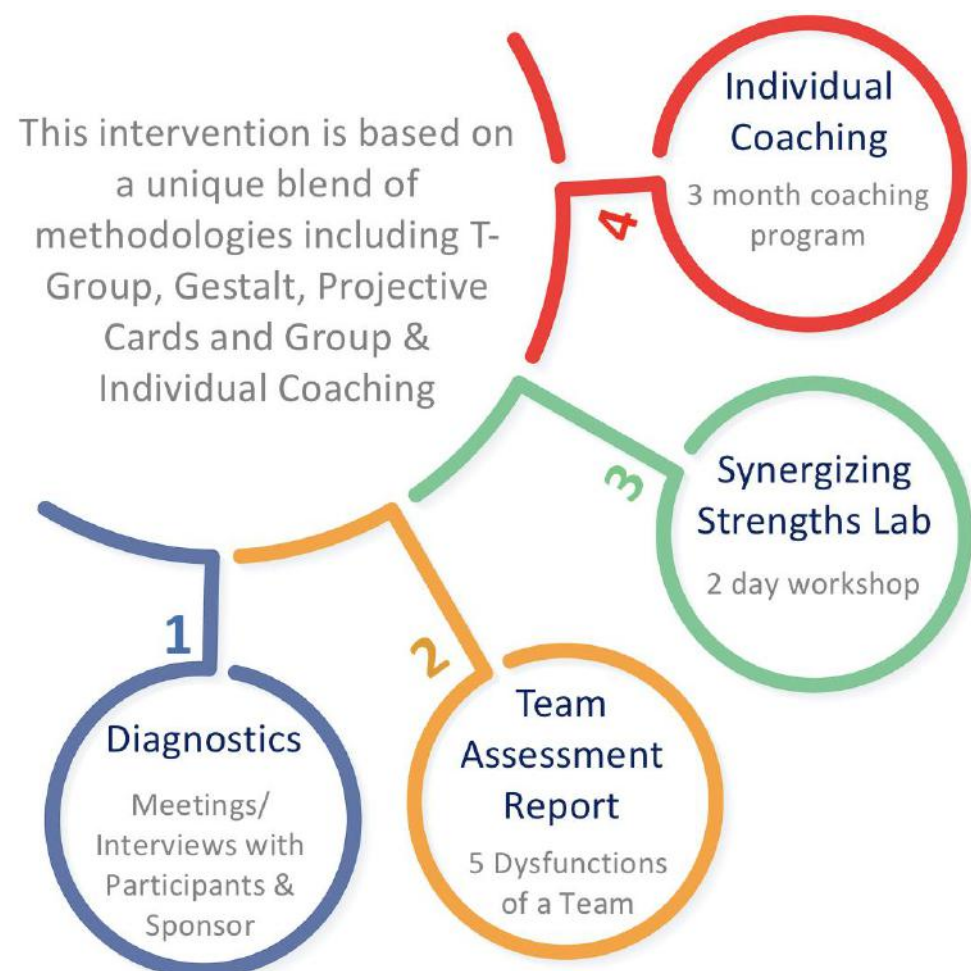 This intervention is based on
a unique blend of
methodologies including T-
Group, Gestalt, Projective
Cards and Group &
Individual Coaching
1
Diagnostics
Meetings/
Interviews with
Participants &
Sponsor
2
Team
Assessment
Report
5 Dysfunctions
of a Team
3
Synergizing
Strengths Lab
2 day workshop
4
Individual
Coaching
3 month coaching
program